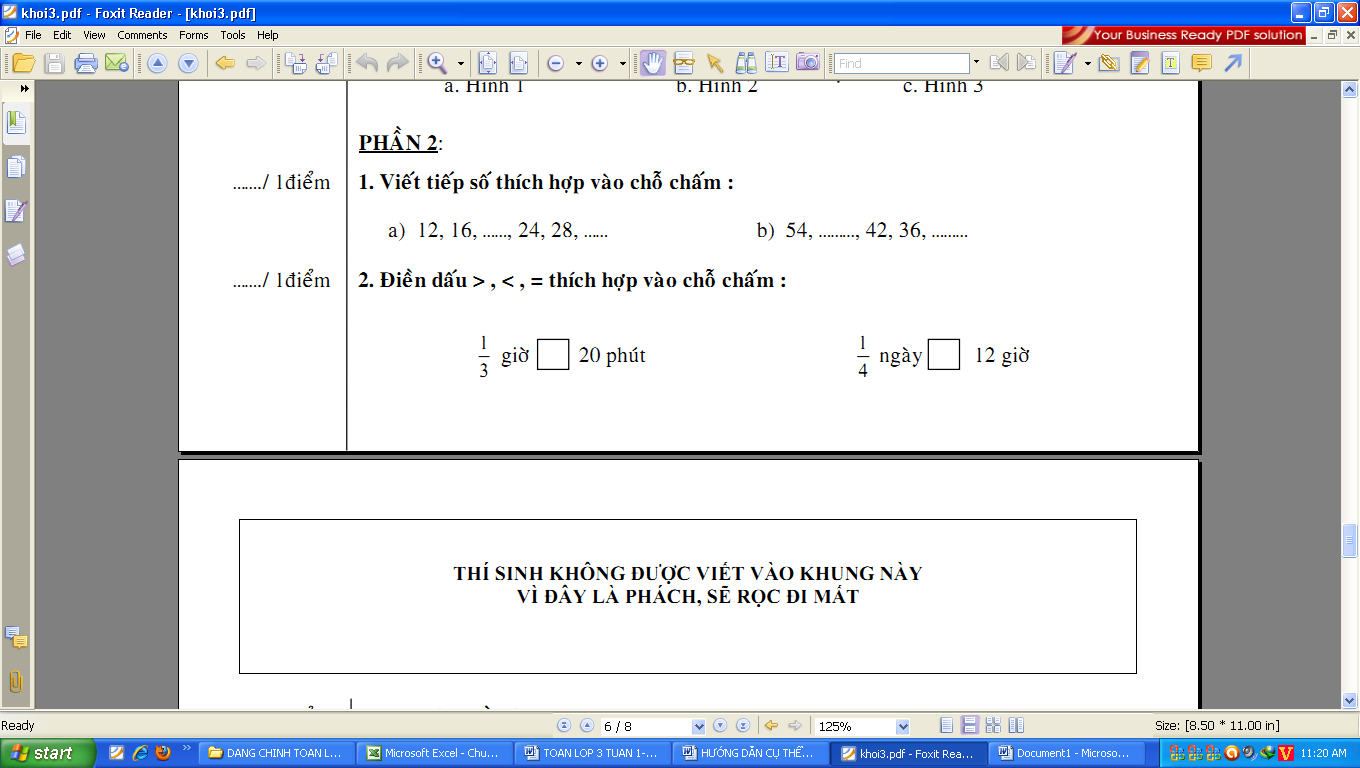 khoi3.pdf - Foxit Reader - [khoi3.pdf]
File Edit View Comments Forms Tools Help
Your Business Ready PDF solution
Find
a. Hình 1 b. Hình 2 c. Hình 3
PHẦN 2:
……./ 1điểm 1. Viết tiếp số thích hợp vào chỗ chấm :
a) 12, 16, ……, 24, 28, …… b) 54, ………, 42, 36, ………
……./ 1điểm 2. Điền dấu > , < , = thích hợp vào chỗ chấm :
1/3 giờ 20 phút 1/4 ngày 12 giờ
THÍ SINH KHÔNG ĐƯỢC VIẾT VÀO KHUNG NÀY
VÌ ĐÂY LÀ PHÁCH, SẼ RỌC ĐI MẤT
Ready 6 / 8 125% Size: [8.50 * 11.00 in]
start DANG CHINH TOAN L... Microsoft Excel - Chu... TOAN LOP 3 TUAN 1-... HƯỚNG DẪN CỤ THỂ... khoi3.pdf - Foxit Rea... Document1 - Microso... 11:20 AM